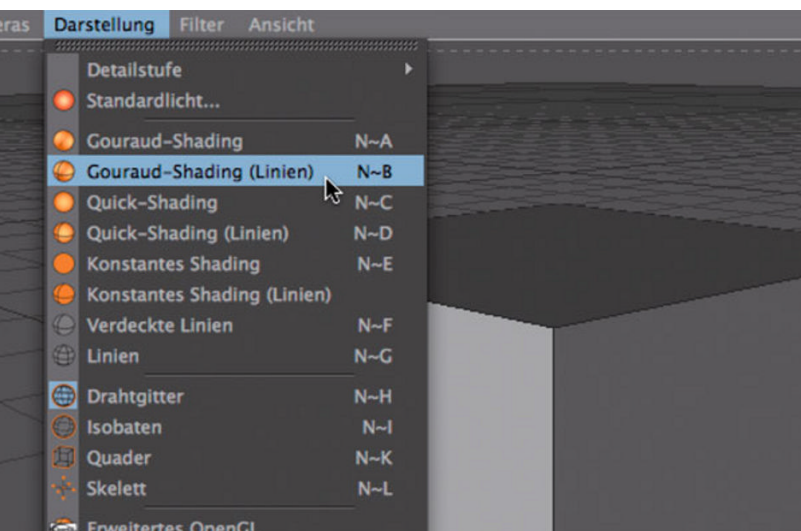 eras Darstellung Filter Ansicht
Detailstufe
Standardlicht...
Gouraud-Shading N~A
Gouraud-Shading (Linien) N~B
Quick-Shading N~C
Quick-Shading (Linien) N~D
Konstantes Shading N~E
Konstantes Shading (Linien)
Verdeckte Linien N~F
Linien N~G
Drahtgitter N~H
Isobaten N~I
Quader N~K
Skelett N~L
Erweitertes OpenGL